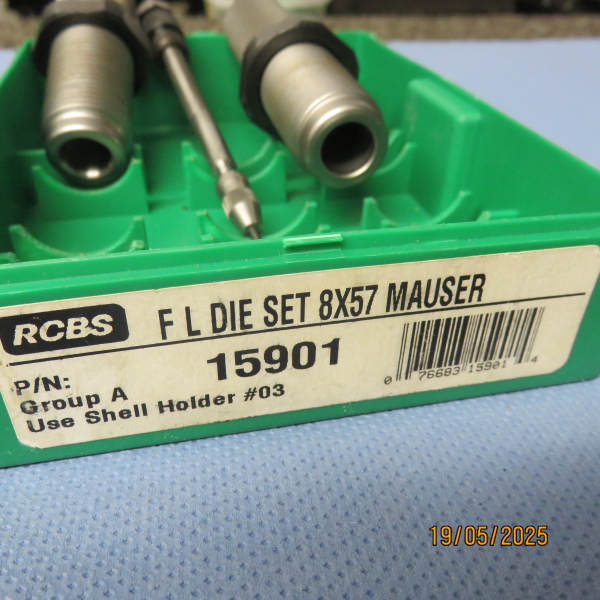 RCBS
F L DIE SET 8X57 MAUSER
P/N: 15901
Group A
Use Shell Holder #03
0 76683 15901 4
19/05/2025